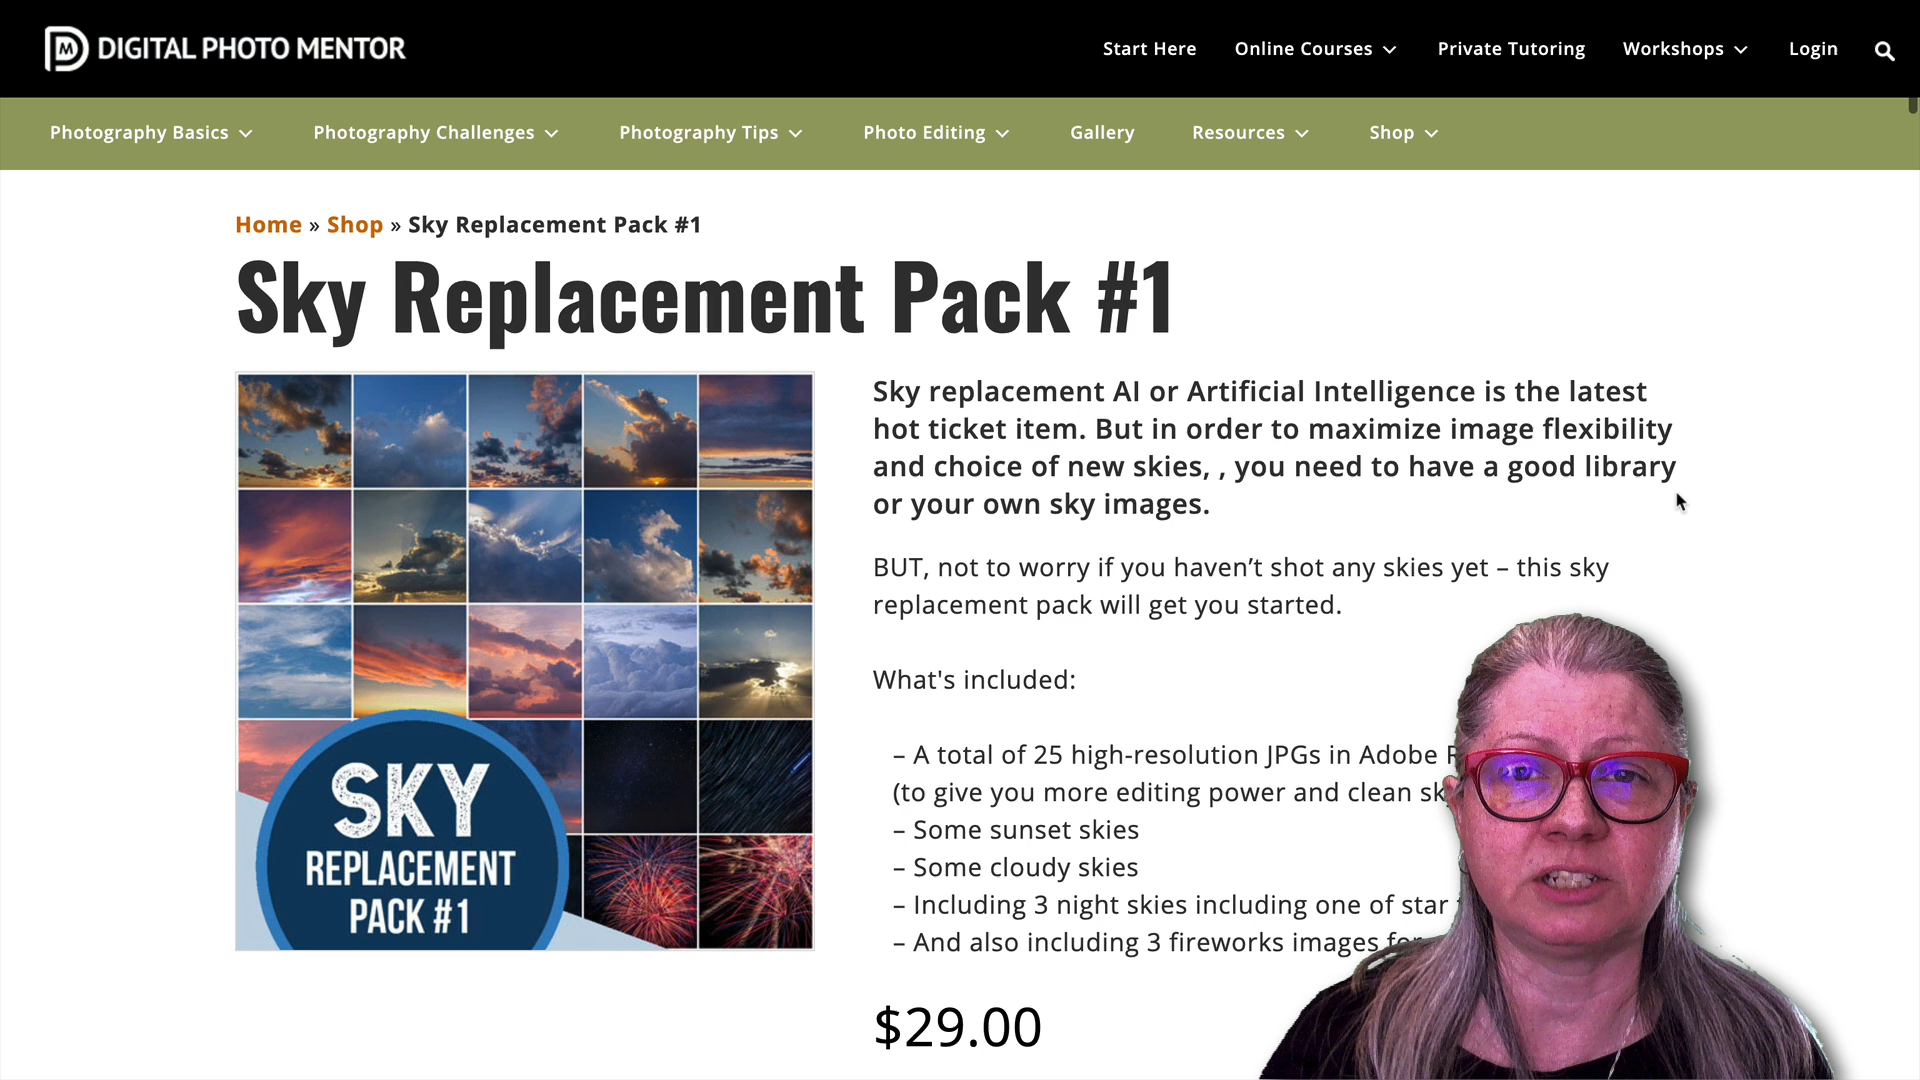 DIGITAL PHOTO MENTOR
Start Here Online Courses Private Tutoring Workshops Login
Photography Basics Photography Challenges Photography Tips Photo Editing Gallery Resources Shop
Home » Shop » Sky Replacement Pack #1
Sky Replacement Pack #1
Sky replacement AI or Artificial Intelligence is the latest
hot ticket item. But in order to maximize image flexibility
and choice of new skies, , you need to have a good library
or your own sky images.
BUT, not to worry if you haven’t shot any skies yet – this sky
replacement pack will get you started.
What's included:
– A total of 25 high-resolution JPGs in Adobe
(to give you more editing power and clean
– Some sunset skies
– Some cloudy skies
– Including 3 night skies including one of star
– And also including 3 fireworks images for
$29.00
SKY
REPLACEMENT
PACK #1